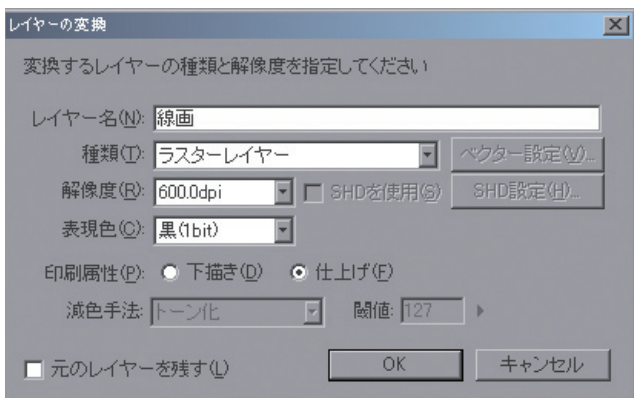 レイヤーの変換
変換するレイヤーの種類と解像度を指定してください
レイヤー名(N): 線画
種類(T): ラスターレイヤー ベクター設定(V)...
解像度(R): 600.0dpi SHDを使用(S) SHD設定(H)...
表現色(C): 黒(1bit)
印刷属性(P): 下描き(D) 仕上げ(F)
減色手法: トーン化 閾値: 127
元のレイヤーを残す(L) OK キャンセル